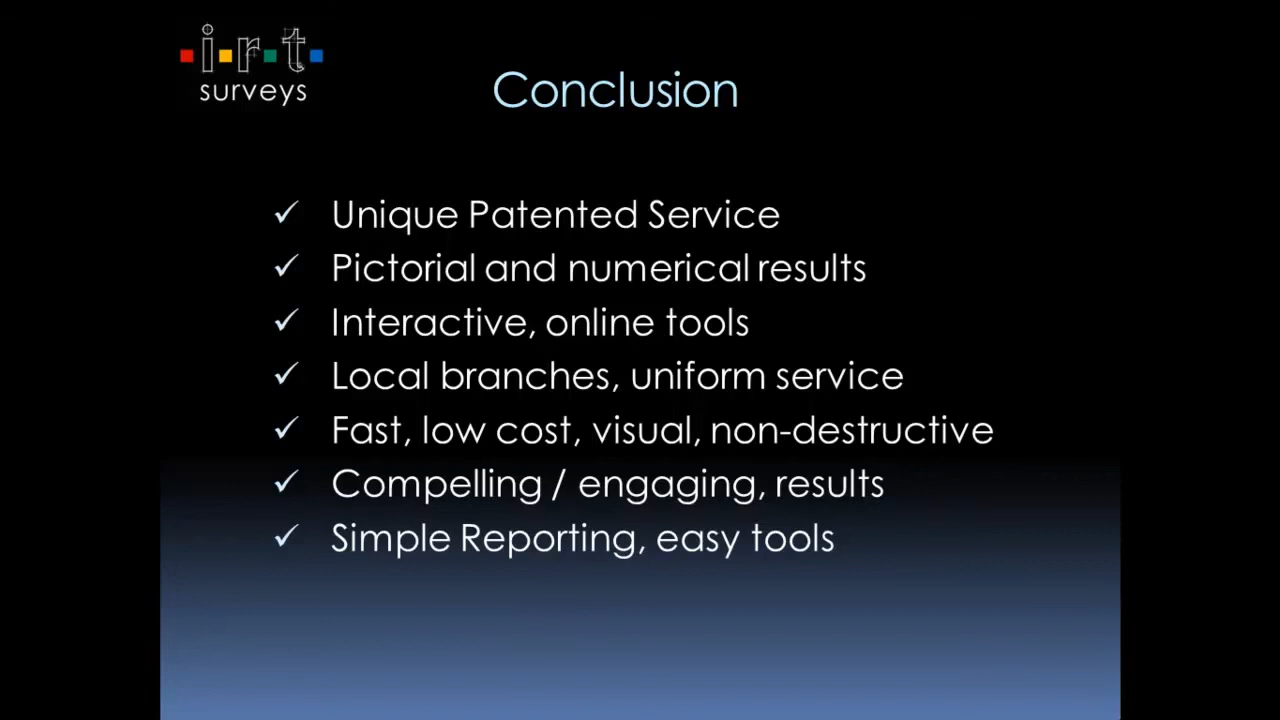 i·r·t
surveys
Conclusion
✓ Unique Patented Service
✓ Pictorial and numerical results
✓ Interactive, online tools
✓ Local branches, uniform service
✓ Fast, low cost, visual, non-destructive
✓ Compelling / engaging, results
✓ Simple Reporting, easy tools